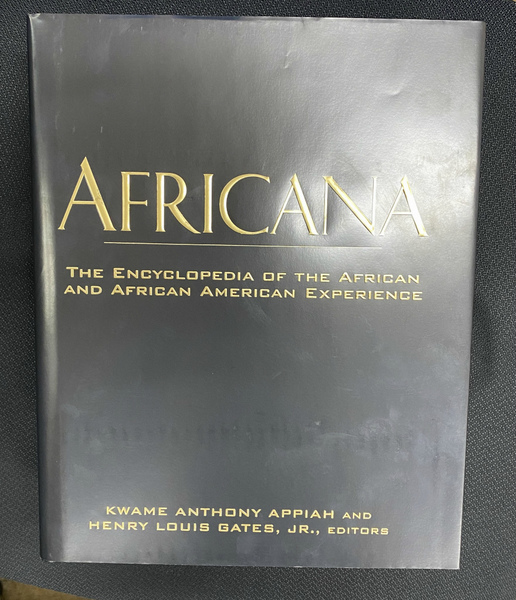 AFRICANA
THE ENCYCLOPEDIA OF THE AFRICAN
AND AFRICAN AMERICAN EXPERIENCE
KWAME ANTHONY APPIAH AND
HENRY LOUIS GATES, JR., EDITORS